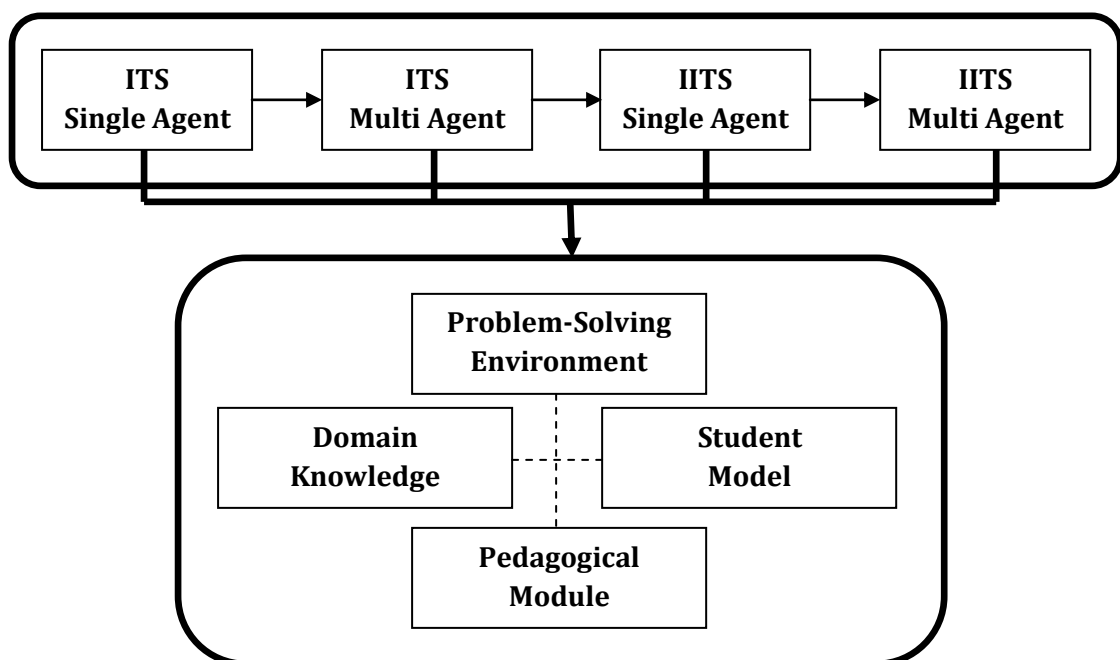 ITS
Single Agent
ITS
Multi Agent
IITS
Single Agent
IITS
Multi Agent
Problem-Solving
Environment
Domain
Knowledge
Student
Model
Pedagogical
Module